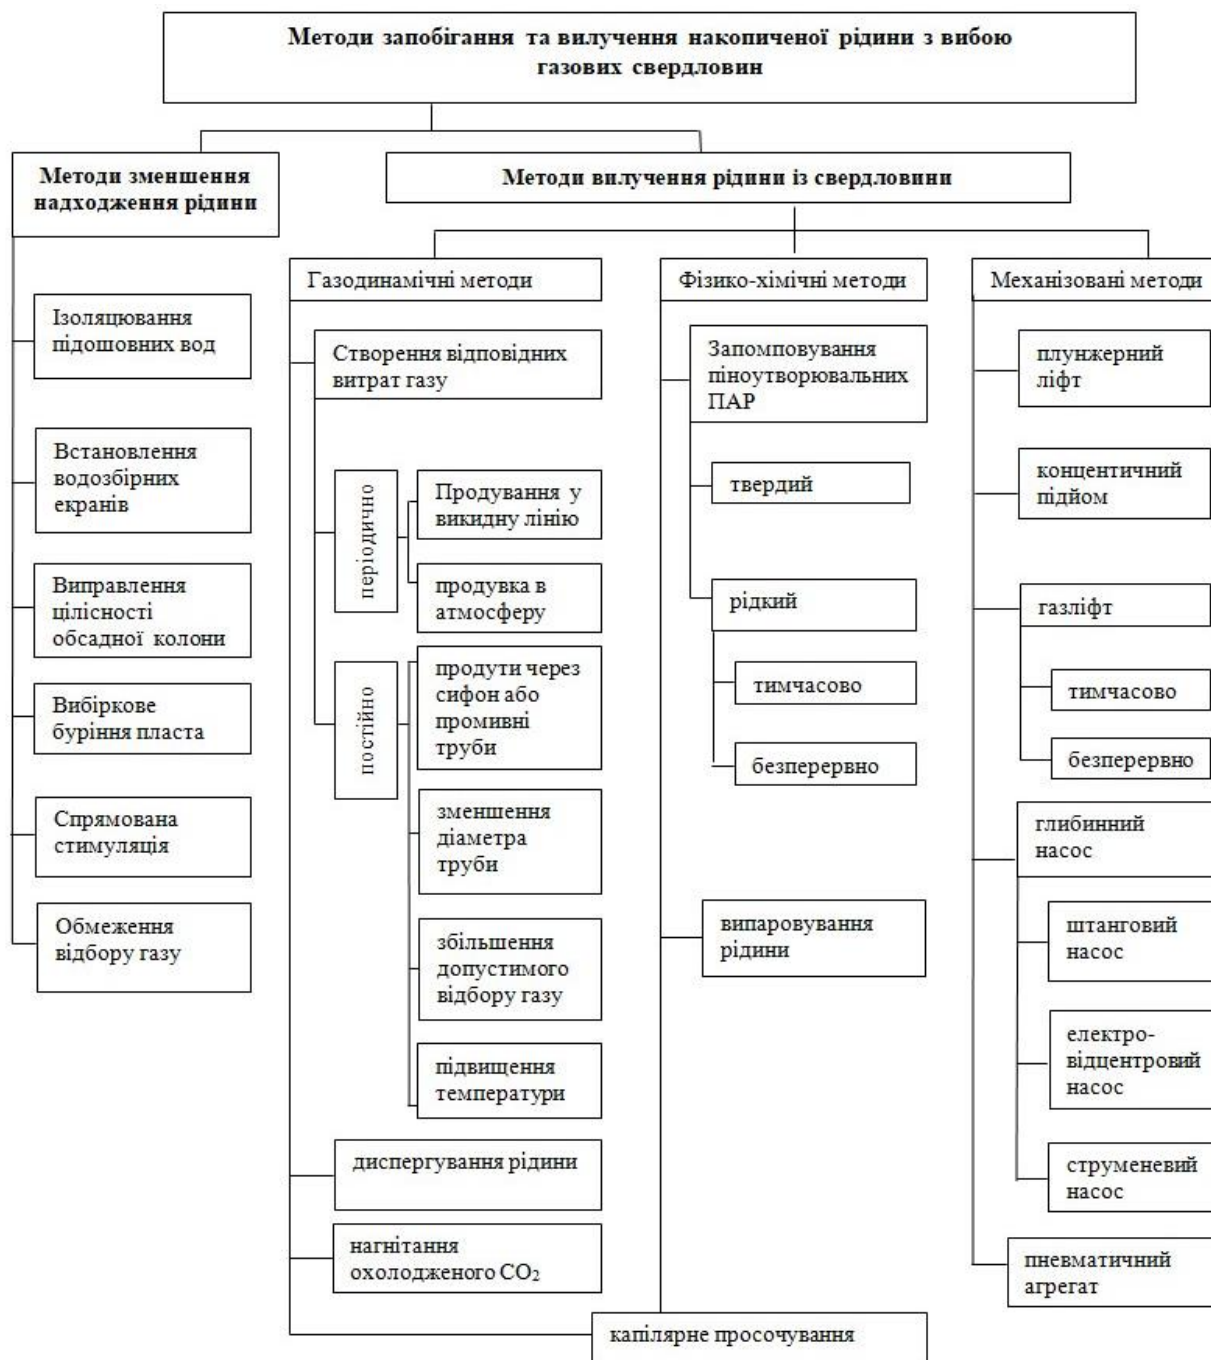 Методи запобігання та вилучення накопиченої рідини з вибою
газових свердловин
Методи зменшення
надходження рідини
Методи вилучення рідини із свердловини
Ізоляцювання
підошовних вод
Встановлення
водозбірних
екранів
Виправлення
цілісності
обсадної колони
Вибіркове
буріння пласта
Спрямована
стимуляція
Обмеження
відбору газу
Газодинамічні методи
Створення відповідних
витрат газу
періодично
Продування у
викидну лінію
продувка в
атмосферу
постійно
продути через
сифон або
промивні
труби
зменшення
діаметра
труби
збільшення
допустимого
відбору газу
підвищення
температури
диспергування рідини
нагнітання
охолодженого СО₂
капілярне просочування
Фізико-хімічні методи
Запомповування
піноутворювальних
ПАР
твердий
рідкий
тимчасово
безперервно
випаровування
рідини
Механізовані методи
плунжерний
ліфт
концентичний
підйом
газліфт
тимчасово
безперервно
глибинний
насос
штанговий
насос
електро-
відцентровий
насос
струменевий
насос
пневматичний
агрегат